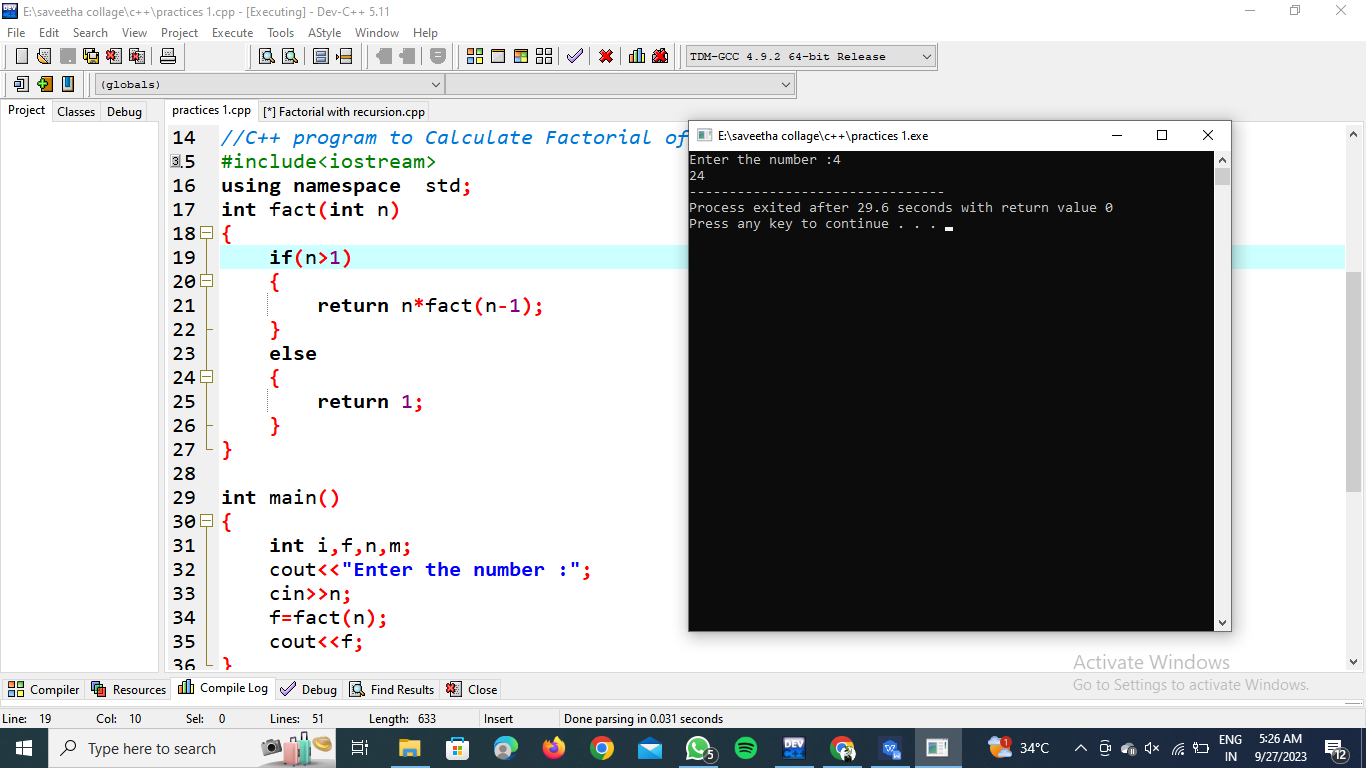 E:\saveetha collage\c++\practices 1.cpp - [Executing] - Dev-C++ 5.11
File Edit Search View Project Execute Tools AStyle Window Help
TDM-GCC 4.9.2 64-bit Release
(globals)
Project Classes Debug
practices 1.cpp [*] Factorial with recursion.cpp
14 //C++ program to Calculate Factorial of
15 #include<iostream>
16 using namespace  std;
17 int fact(int n)
18 {
19     if(n>1)
20     {
21         return n*fact(n-1);
22     }
23     else
24     {
25         return 1;
26     }
27 }
28
29 int main()
30 {
31     int i,f,n,m;
32     cout<<"Enter the number :";
33     cin>>n;
34     f=fact(n);
35     cout<<f;
36 }
E:\saveetha collage\c++\practices 1.exe
Enter the number :4
24
--------------------------------
Process exited after 29.6 seconds with return value 0
Press any key to continue . . .
Activate Windows
Go to Settings to activate Windows.
Compiler Resources Compile Log Debug Find Results Close
Line: 19 Col: 10 Sel: 0 Lines: 51 Length: 633 Insert Done parsing in 0.031 seconds
Type here to search
5
DEV
1
34°C
ENG
IN
5:26 AM
9/27/2023
12